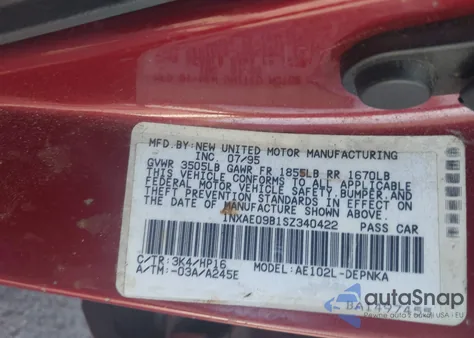 MFD.BY:NEW UNITED MOTOR MANUFACTURING
INC. 07/95
GVWR 3505LB GAWR FR 1855LB RR 1670LB
THIS VEHICLE CONFORMS TO ALL APPLICABLE
FEDERAL MOTOR VEHICLE SAFETY, BUMPER, AND
THEFT PREVENTION STANDARDS IN EFFECT ON
THE DATE OF MANUFACTURE SHOWN ABOVE.
1NXAE09B1SZ340422 PASS CAR
C/TR:3K4/HP16 MODEL:AE102L-DEPNKA
A/TM:-03A/A245E
BA1497455
autoSnap